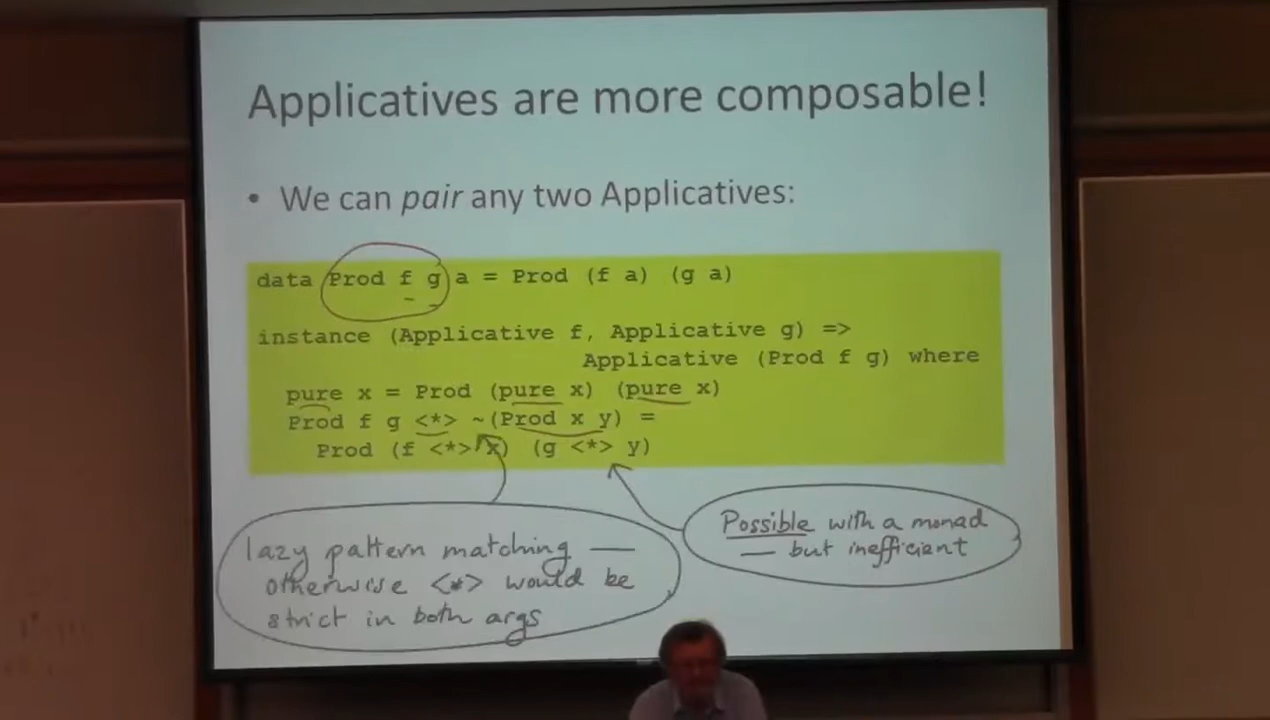 Applicatives are more composable!
• We can pair any two Applicatives:
data Prod f g a = Prod (f a) (g a)
instance (Applicative f, Applicative g) =>
Applicative (Prod f g) where
pure x = Prod (pure x) (pure x)
Prod f g <*> ~(Prod x y) =
Prod (f <*> x) (g <*> y)
lazy pattern matching —
otherwise <*> would be
strict in both args
Possible with a monad
— but inefficient